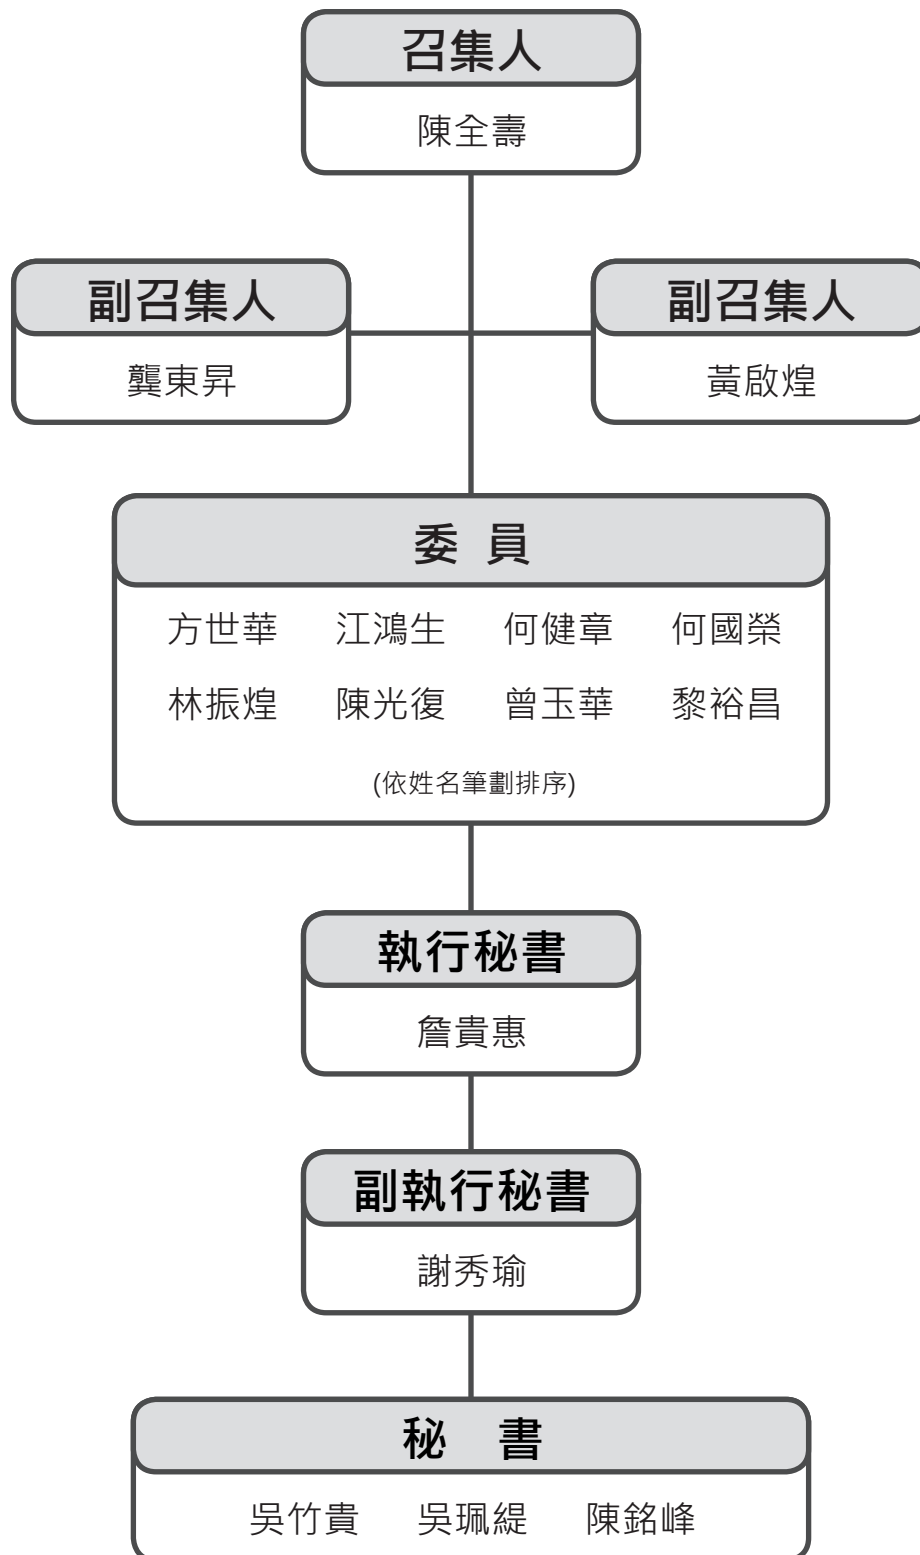 召集人
陳全壽
副召集人
龔東昇
副召集人
黃啟煌
委 員
方世華 江鴻生 何健章 何國榮
林振煌 陳光復 曾玉華 黎裕昌
(依姓名筆劃排序)
執行秘書
詹貴惠
副執行秘書
謝秀瑜
秘 書
吳竹貴 吳珮緹 陳銘峰